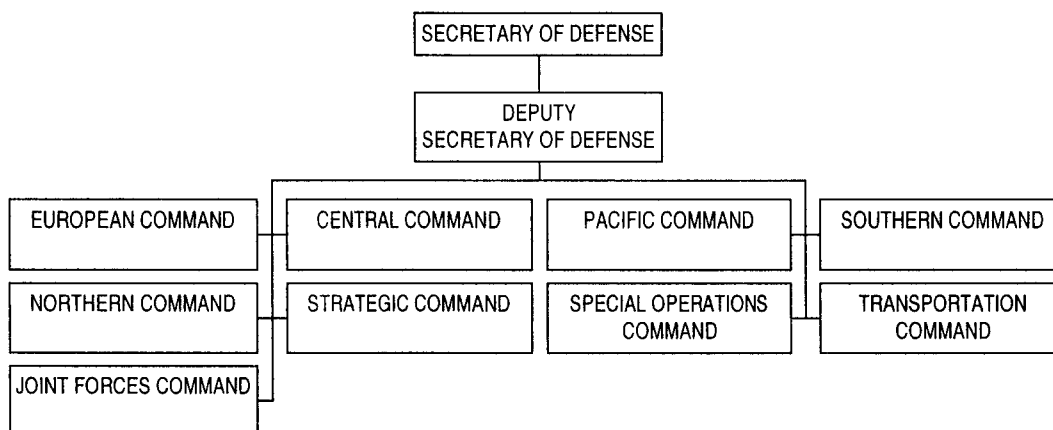 SECRETARY OF DEFENSE
DEPUTY
SECRETARY OF DEFENSE
EUROPEAN COMMAND
CENTRAL COMMAND
PACIFIC COMMAND
SOUTHERN COMMAND
NORTHERN COMMAND
STRATEGIC COMMAND
SPECIAL OPERATIONS
COMMAND
TRANSPORTATION
COMMAND
JOINT FORCES COMMAND